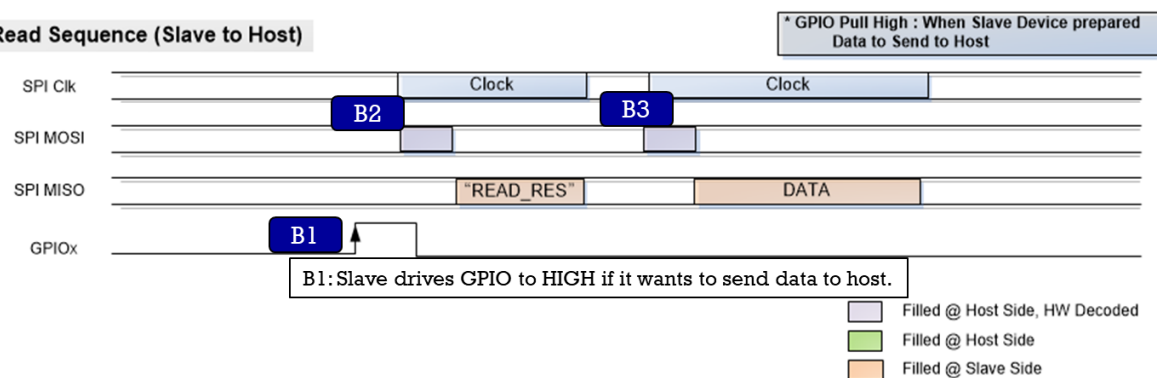 Read Sequence (Slave to Host)
* GPIO Pull High : When Slave Device prepared
Data to Send to Host
SPI Clk
Clock
Clock
B2
B3
SPI MOSI
SPI MISO
“READ_RES”
DATA
B1
GPIOx
B1: Slave drives GPIO to HIGH if it wants to send data to host.
Filled @ Host Side, HW Decoded
Filled @ Host Side
Filled @ Slave Side